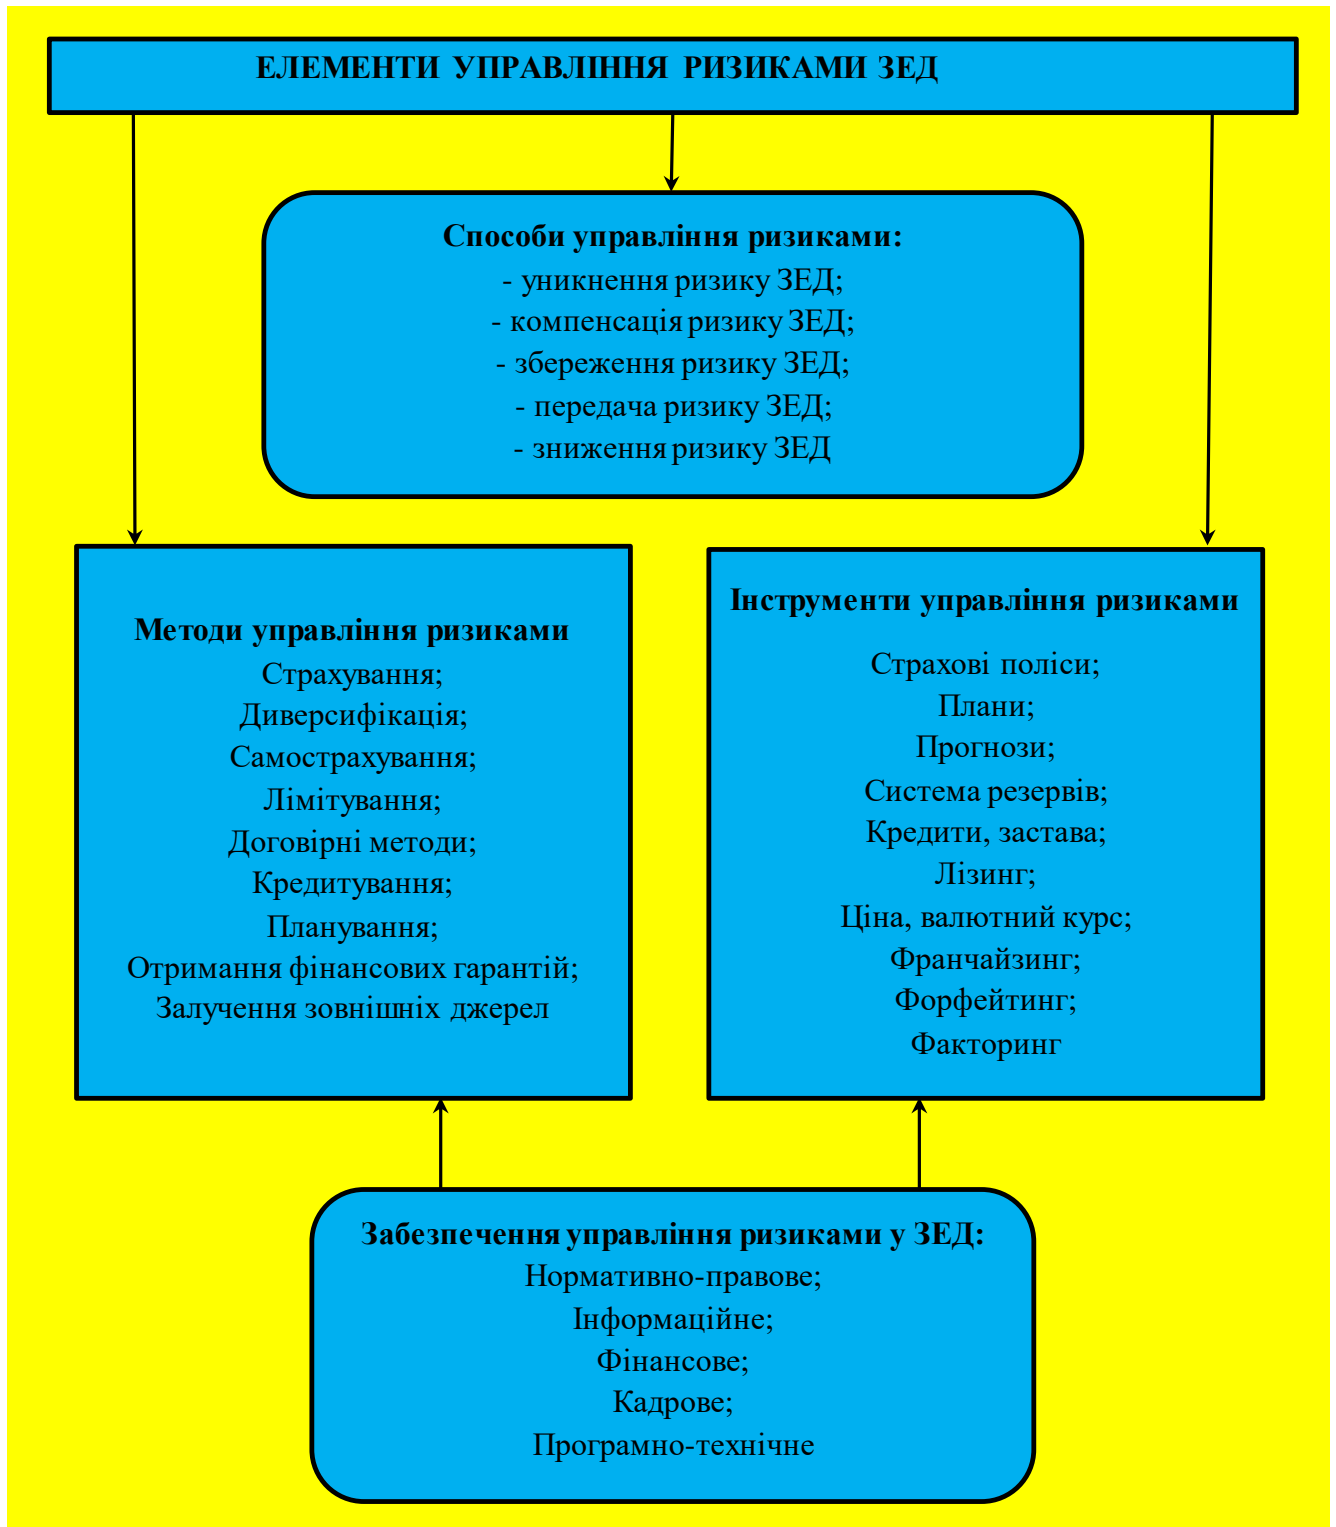 ЕЛЕМЕНТИ УПРАВЛІННЯ РИЗИКАМИ ЗЕД
Способи управління ризиками:
- уникнення ризику ЗЕД;
- компенсація ризику ЗЕД;
- збереження ризику ЗЕД;
- передача ризику ЗЕД;
- зниження ризику ЗЕД
Методи управління ризиками
Страхування;
Диверсифікація;
Самострахування;
Лімітування;
Договірні методи;
Кредитування;
Планування;
Отримання фінансових гарантій;
Залучення зовнішніх джерел
Інструменти управління ризиками
Страхові поліси;
Плани;
Прогнози;
Система резервів;
Кредити, застава;
Лізинг;
Ціна, валютний курс;
Франчайзинг;
Форфейтинг;
Факторинг
Забезпечення управління ризиками у ЗЕД:
Нормативно-правове;
Інформаційне;
Фінансове;
Кадрове;
Програмно-технічне